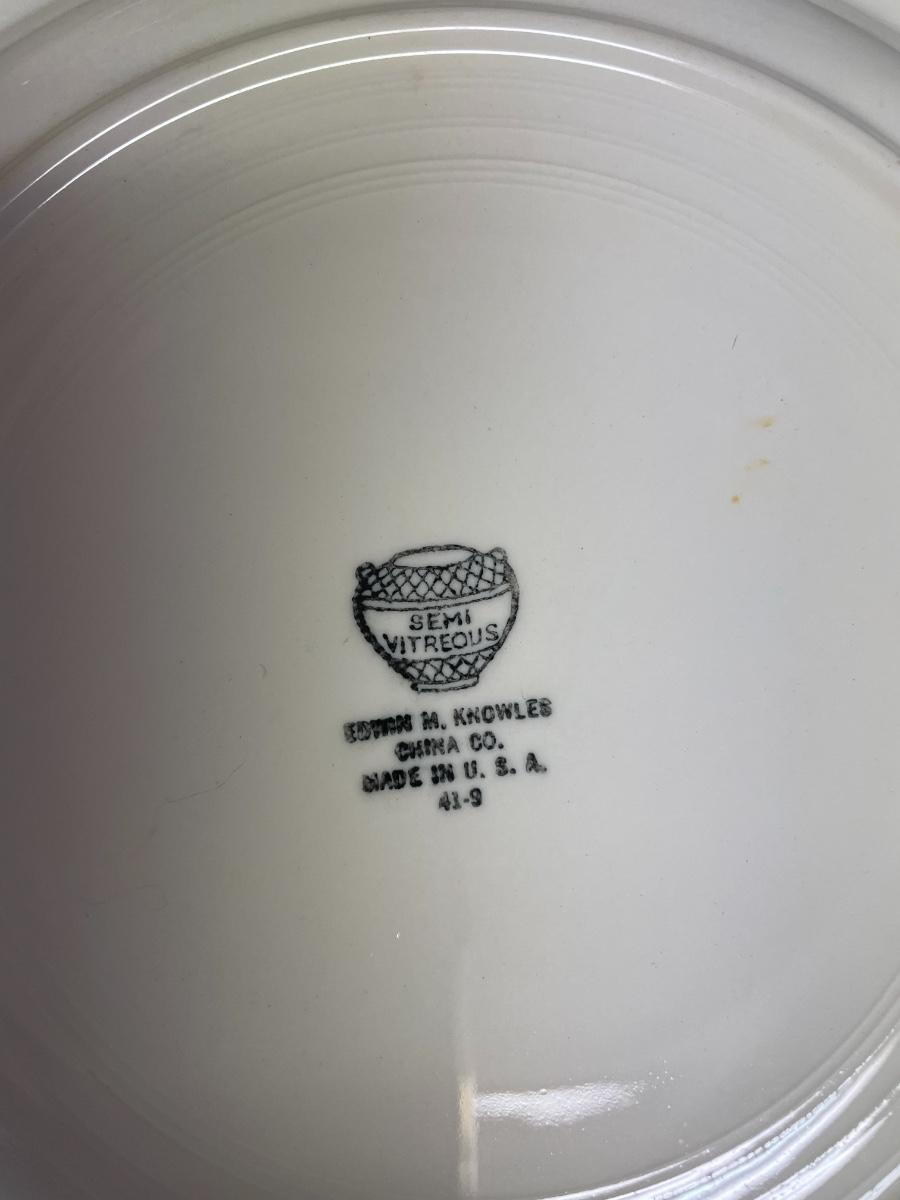 SEMI
VITREOUS
EDWIN M. KNOWLES
CHINA CO.
MADE IN U. S. A.
41-9